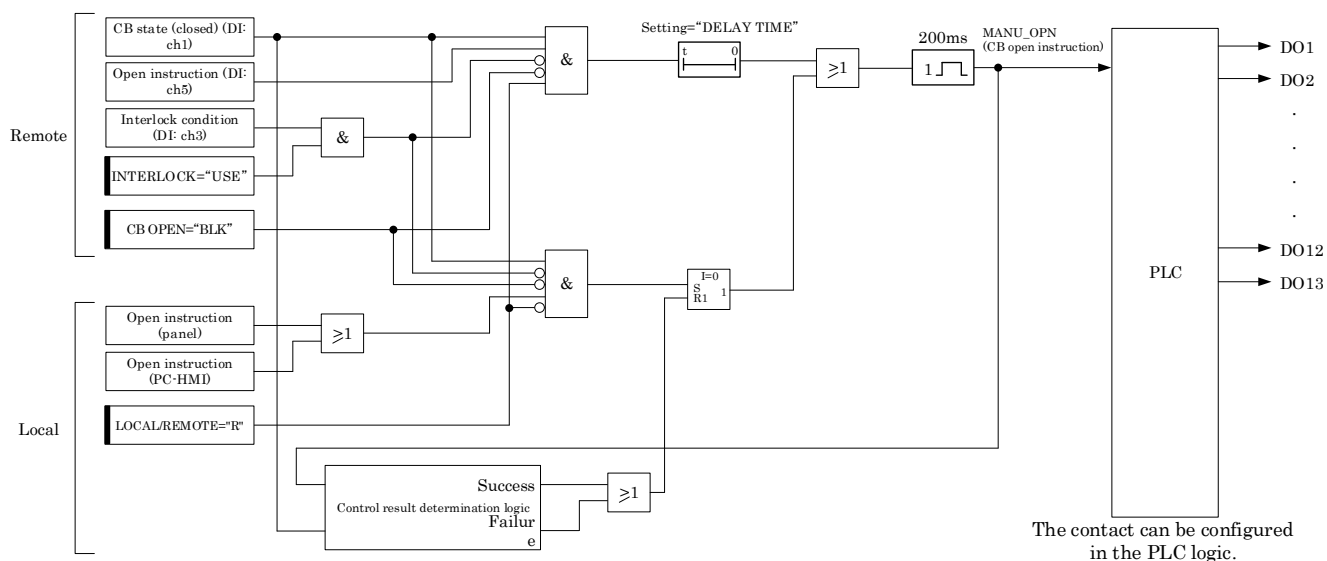 Remote
CB state (closed) (DI:
ch1)
Open instruction (DI:
ch5)
Interlock condition
(DI: ch3)
INTERLOCK=“USE”
CB OPEN=“BLK”
&
&
Setting=“DELAY TIME”
t 0
≥1
200ms
1
MANU_OPN
(CB open instruction)
PLC
DO1
DO2
.
.
.
.
DO12
DO13
Local
Open instruction
(panel)
Open instruction
(PC-HMI)
LOCAL/REMOTE="R"
≥1
&
I=0
S
R1 1
Success
Control result determination logic
Failur
e
≥1
The contact can be configured
in the PLC logic.